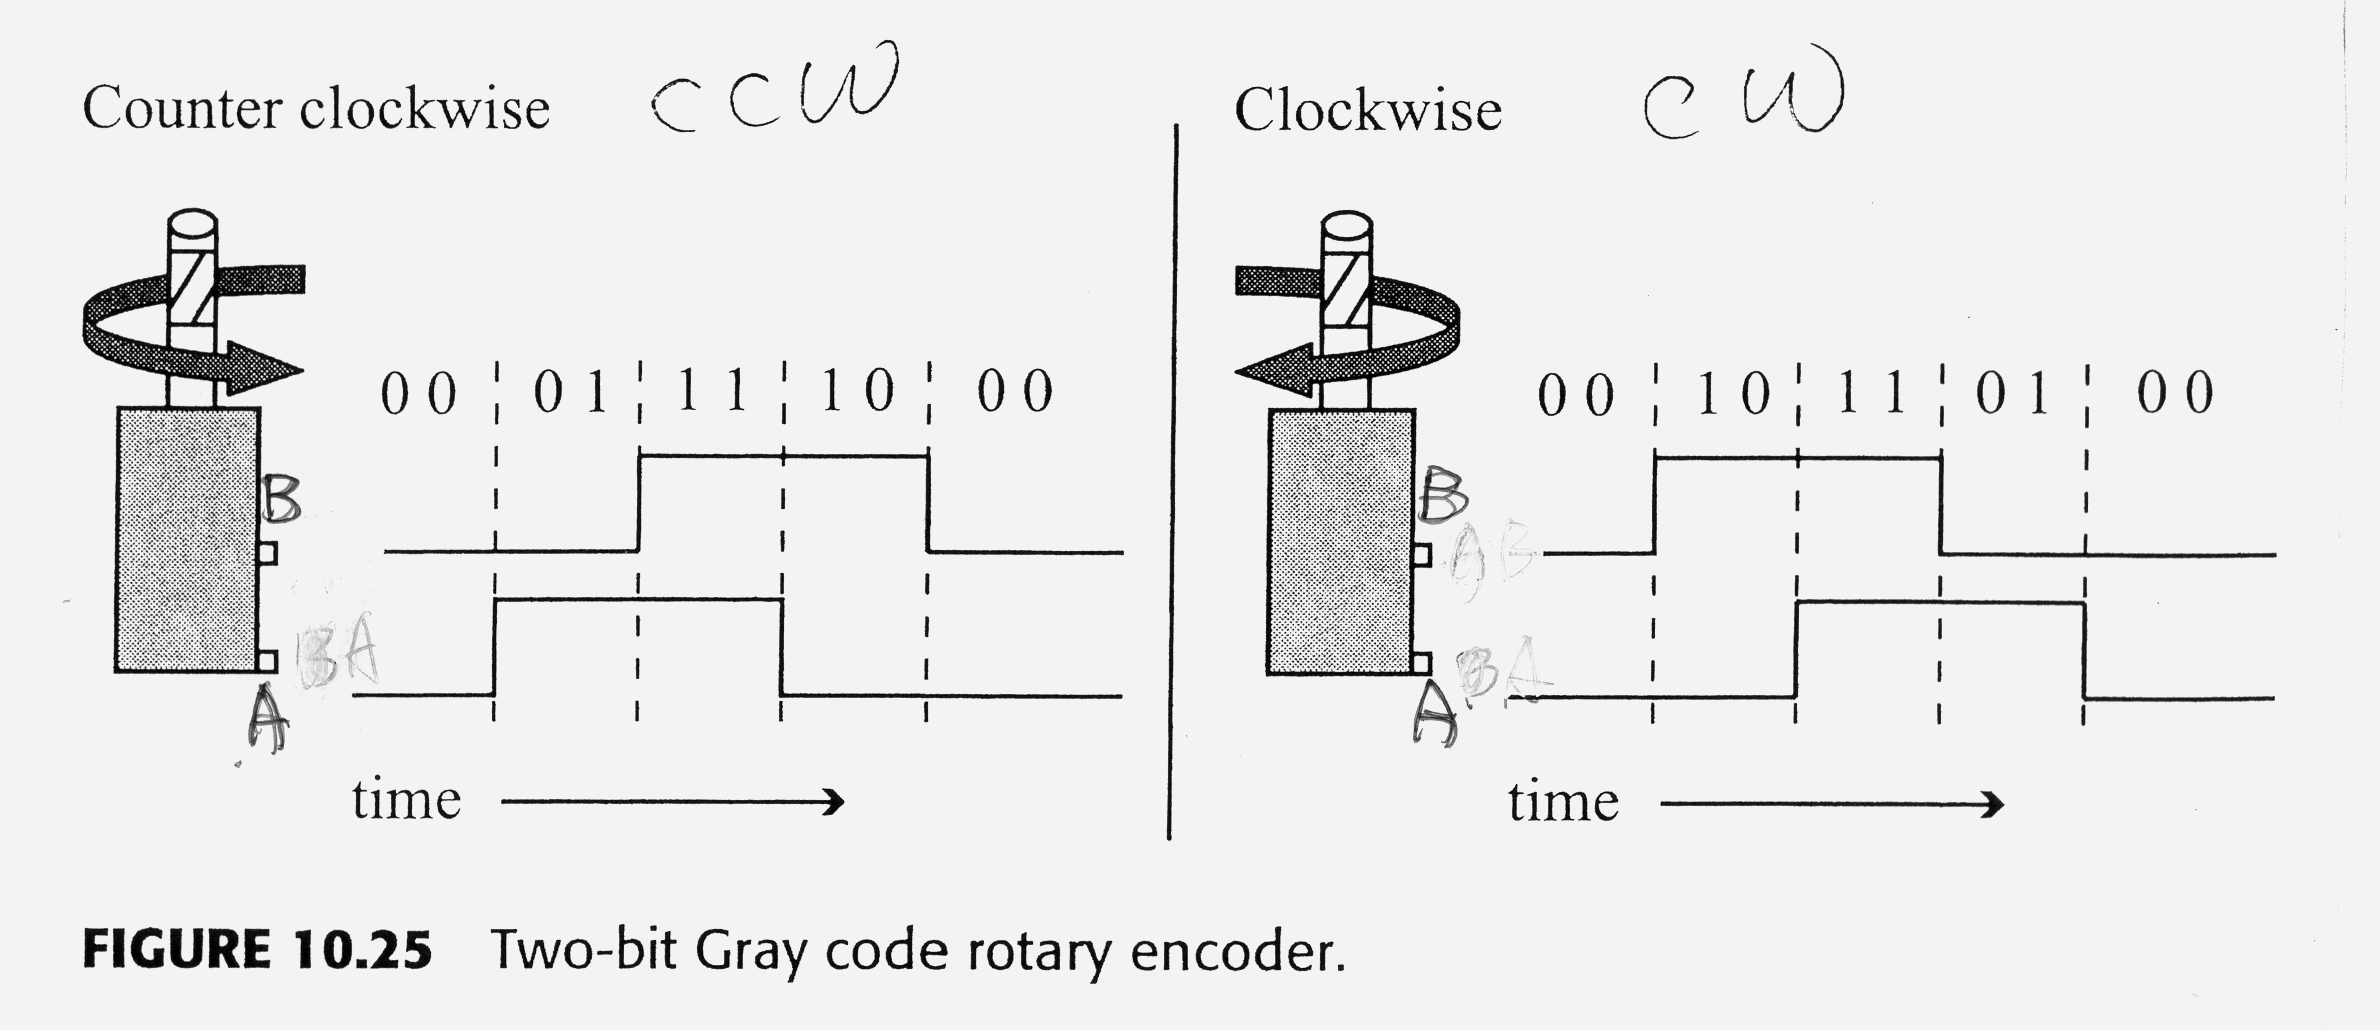 Counter clockwise CCW
00 01 11 10 00
B
BA
A
time
Clockwise CW
00 10 11 01 00
B
AB
BA
A
time
FIGURE 10.25 Two-bit Gray code rotary encoder.